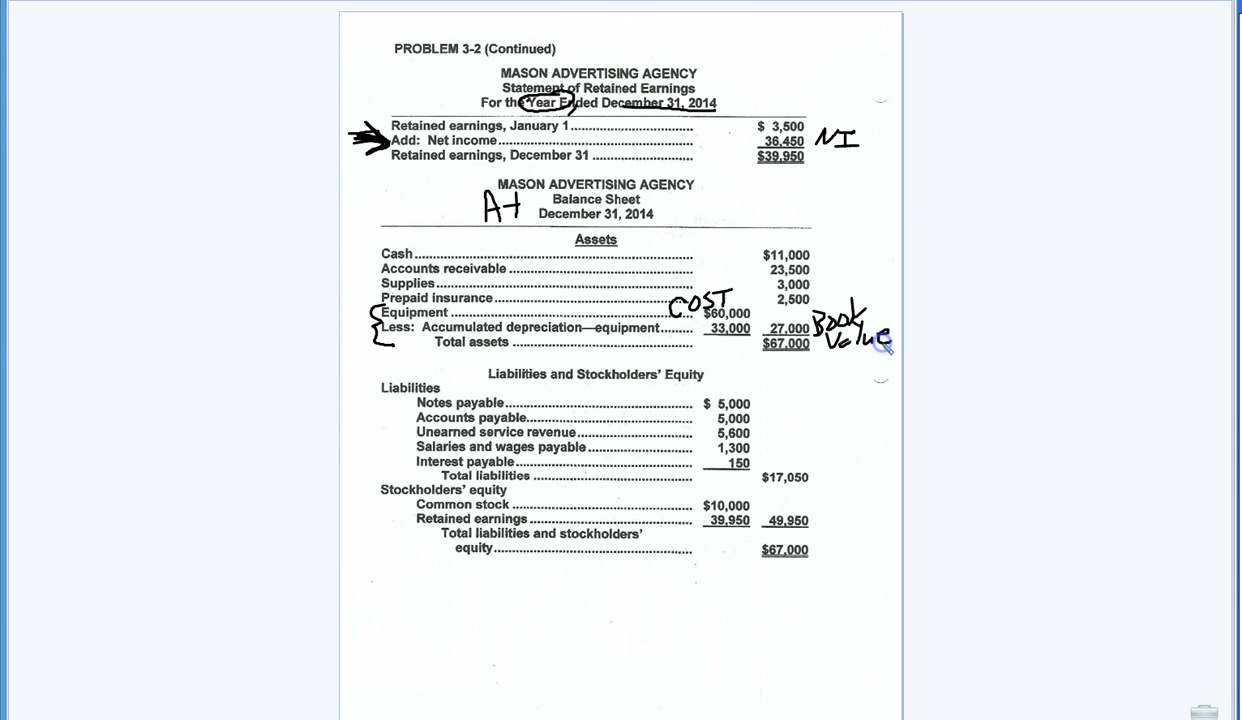 PROBLEM 3-2 (Continued)
MASON ADVERTISING AGENCY
Statement of Retained Earnings
For the Year Ended December 31, 2014
Retained earnings, January 1 $ 3,500
Add: Net income 36,450 NI
Retained earnings, December 31 $39,950
MASON ADVERTISING AGENCY
A+ Balance Sheet
December 31, 2014
Assets
Cash $11,000
Accounts receivable 23,500
Supplies 3,000
Prepaid insurance 2,500
COST
Equipment $60,000
Book
Less: Accumulated depreciation—equipment 33,000 27,000
Value
Total assets $67,000
Liabilities and Stockholders' Equity
Liabilities
Notes payable $ 5,000
Accounts payable 5,000
Unearned service revenue 5,600
Salaries and wages payable 1,300
Interest payable 150
Total liabilities $17,050
Stockholders' equity
Common stock $10,000
Retained earnings 39,950 49,950
Total liabilities and stockholders'
equity $67,000